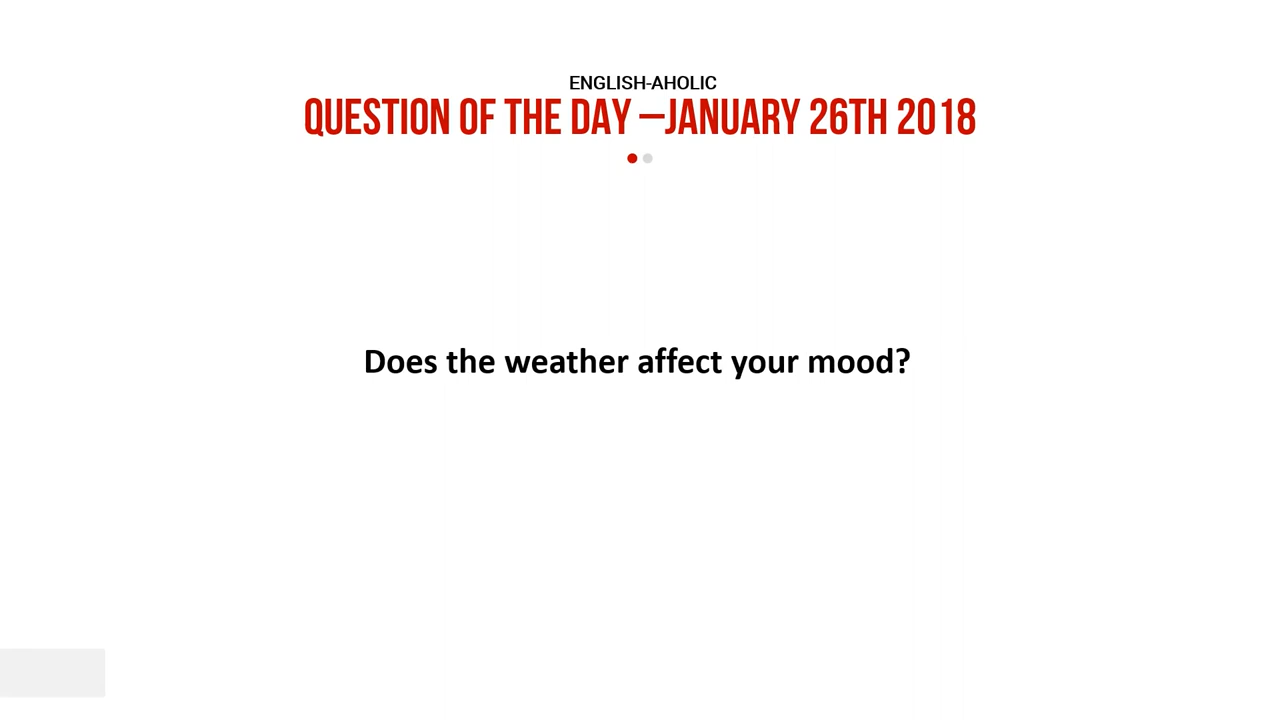 ENGLISH-AHOLIC
QUESTION OF THE DAY –JANUARY 26TH 2018
Does the weather affect your mood?